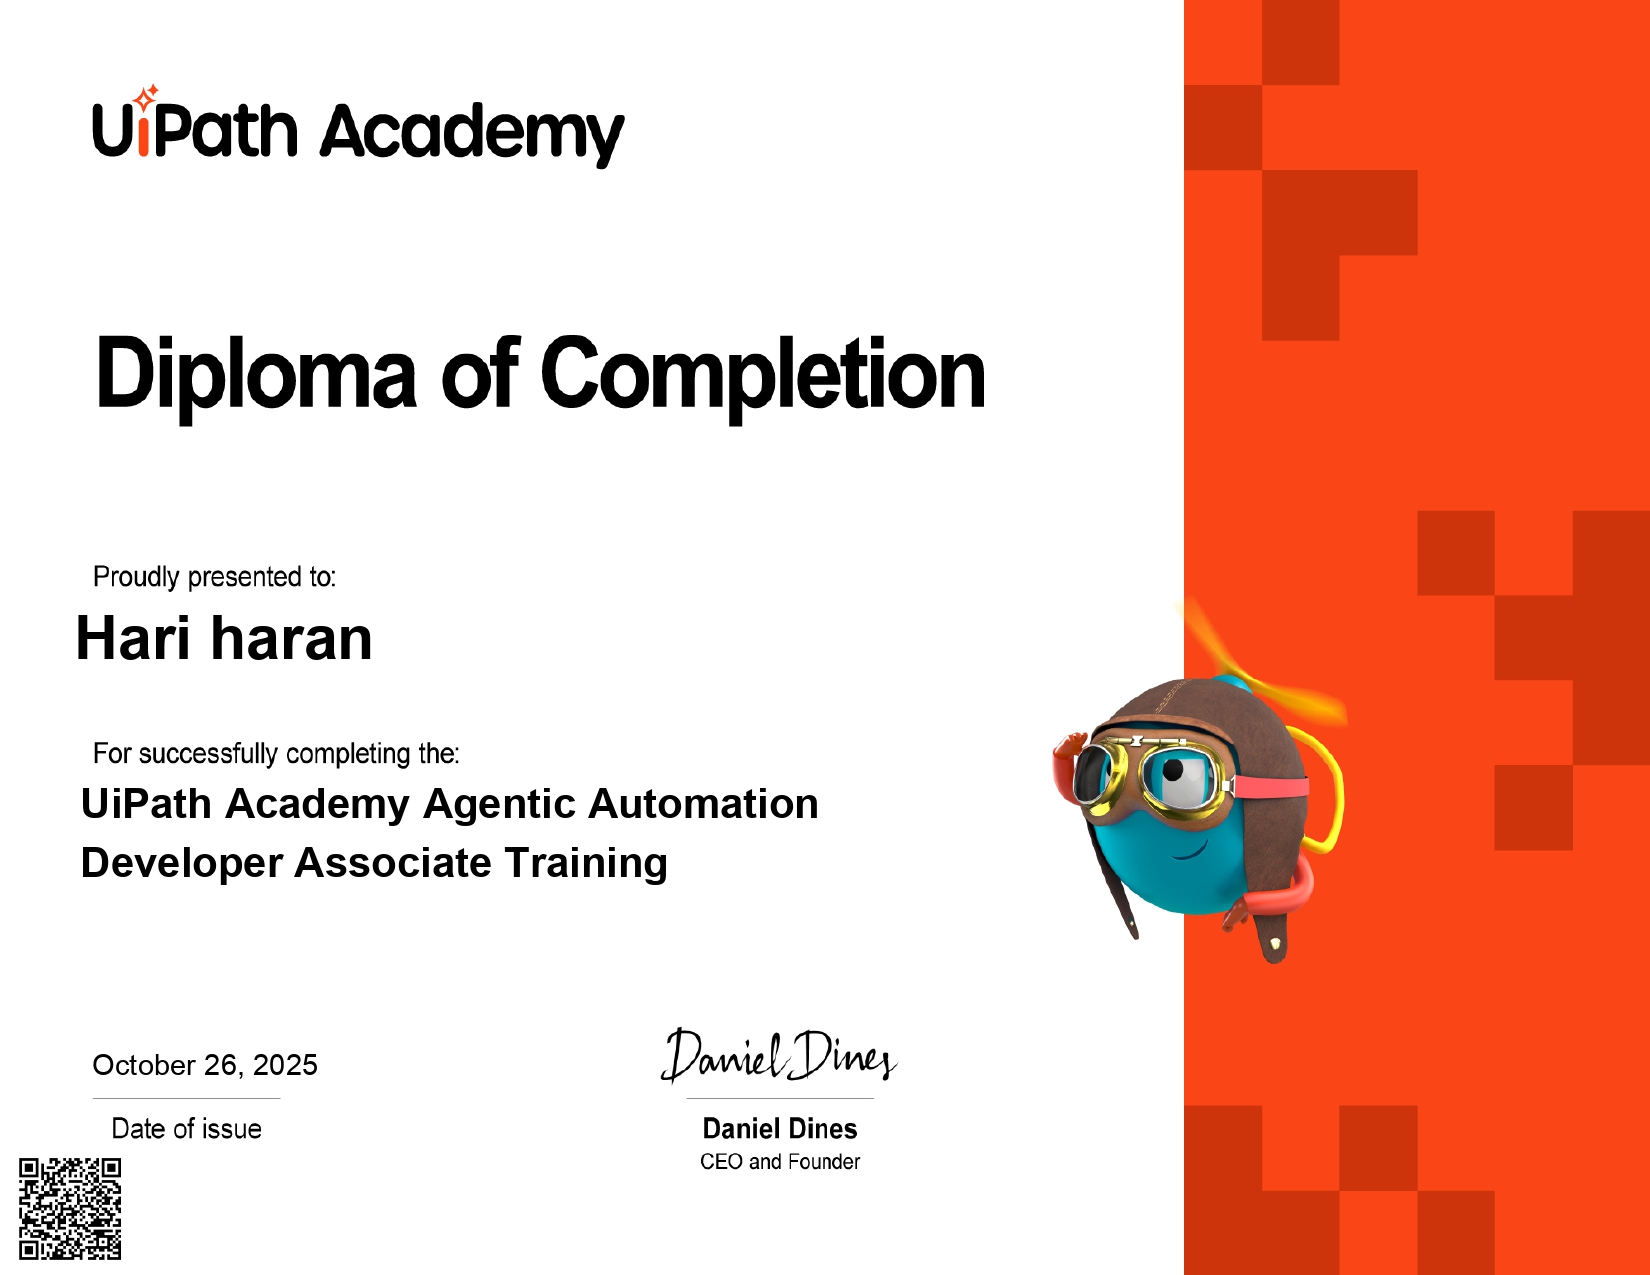 UiPath Academy
Diploma of Completion
Proudly presented to:
Hari haran
For successfully completing the:
UiPath Academy Agentic Automation
Developer Associate Training
October 26, 2025
Date of issue
Daniel Dines
Daniel Dines
CEO and Founder